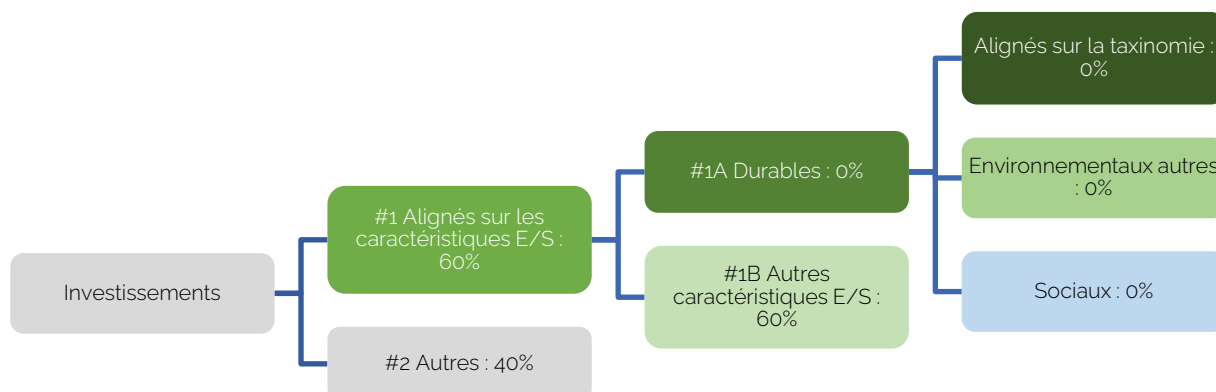 Investissements
#1 Alignés sur les
caractéristiques E/S :
60%
#2 Autres : 40%
#1A Durables : 0%
#1B Autres
caractéristiques E/S :
60%
Alignés sur la taxinomie :
0%
Environnementaux autres
: 0%
Sociaux : 0%